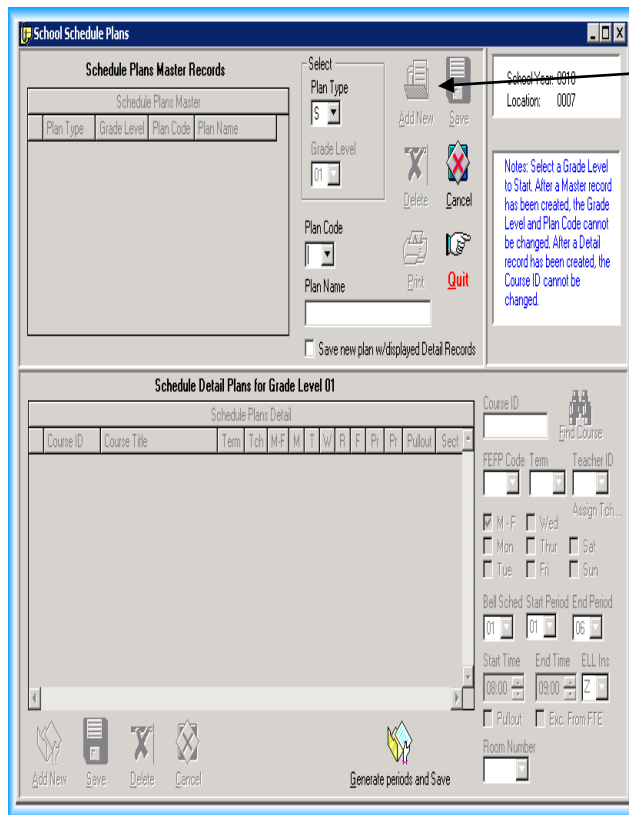 School Schedule Plans
Schedule Plans Master Records
Schedule Plans Master
Plan Type Grade Level Plan Code Plan Name
Select
Plan Type
S
Grade Level
01
Plan Code
Plan Name
Save new plan w/displayed Detail Records
Add New Save
Delete Cancel
Print Quit
School Year: 0910
Location: 0007
Notes: Select a Grade Level
to Start. After a Master record
has been created, the Grade
Level and Plan Code cannot
be changed. After a Detail
record has been created, the
Course ID cannot be
changed.
Schedule Detail Plans for Grade Level 01
Schedule Plans Detail
Course ID Course Title Term Tch M-F M T W R F Pr Pr Pullout Sect
Add New Save Delete Cancel
Generate periods and Save
Course ID
Find Course
FEFP Code Term Teacher ID
Assign Tch....
M - F Wed
Mon Thur Sat
Tue Fri Sun
Bell Sched Start Period End Period
01 01 06
Start Time End Time ELL Ins
08:00 09:00 Z
Pullout Exc. From FTE
Room Number